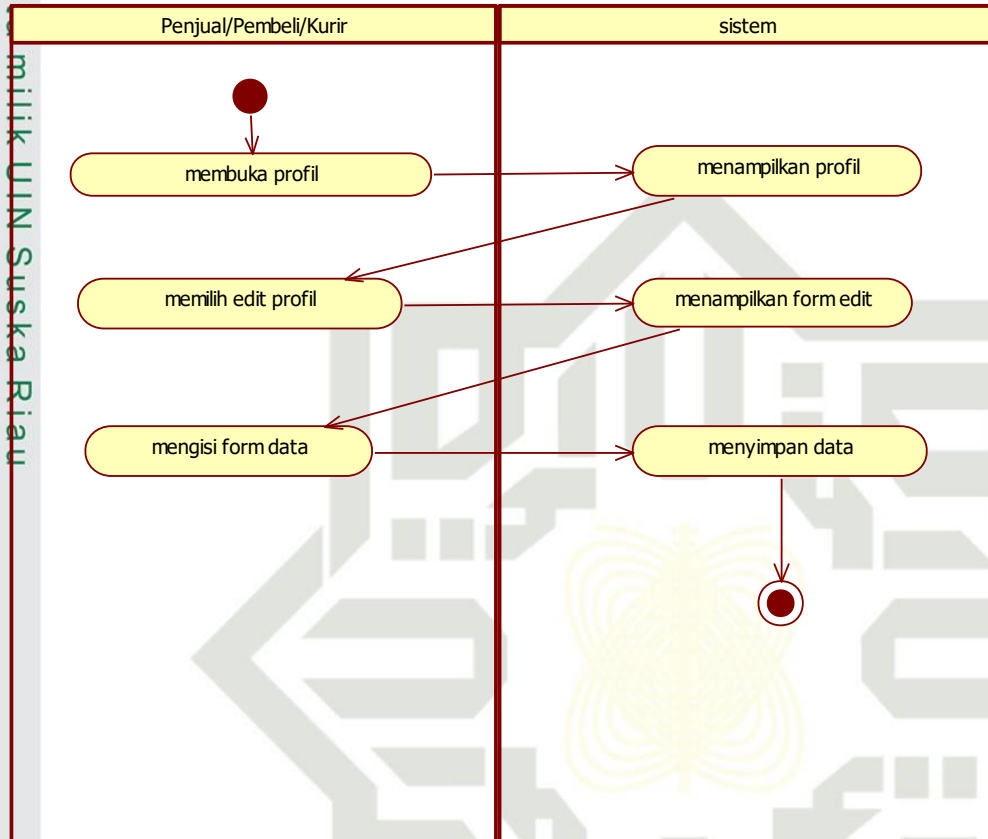 Penjual/Pembeli/Kurir
sistem
membuka profil
menampilkan profil
memilih edit profil
menampilkan form edit
mengisi form data
menyimpan data
milik UIN Suska Riau